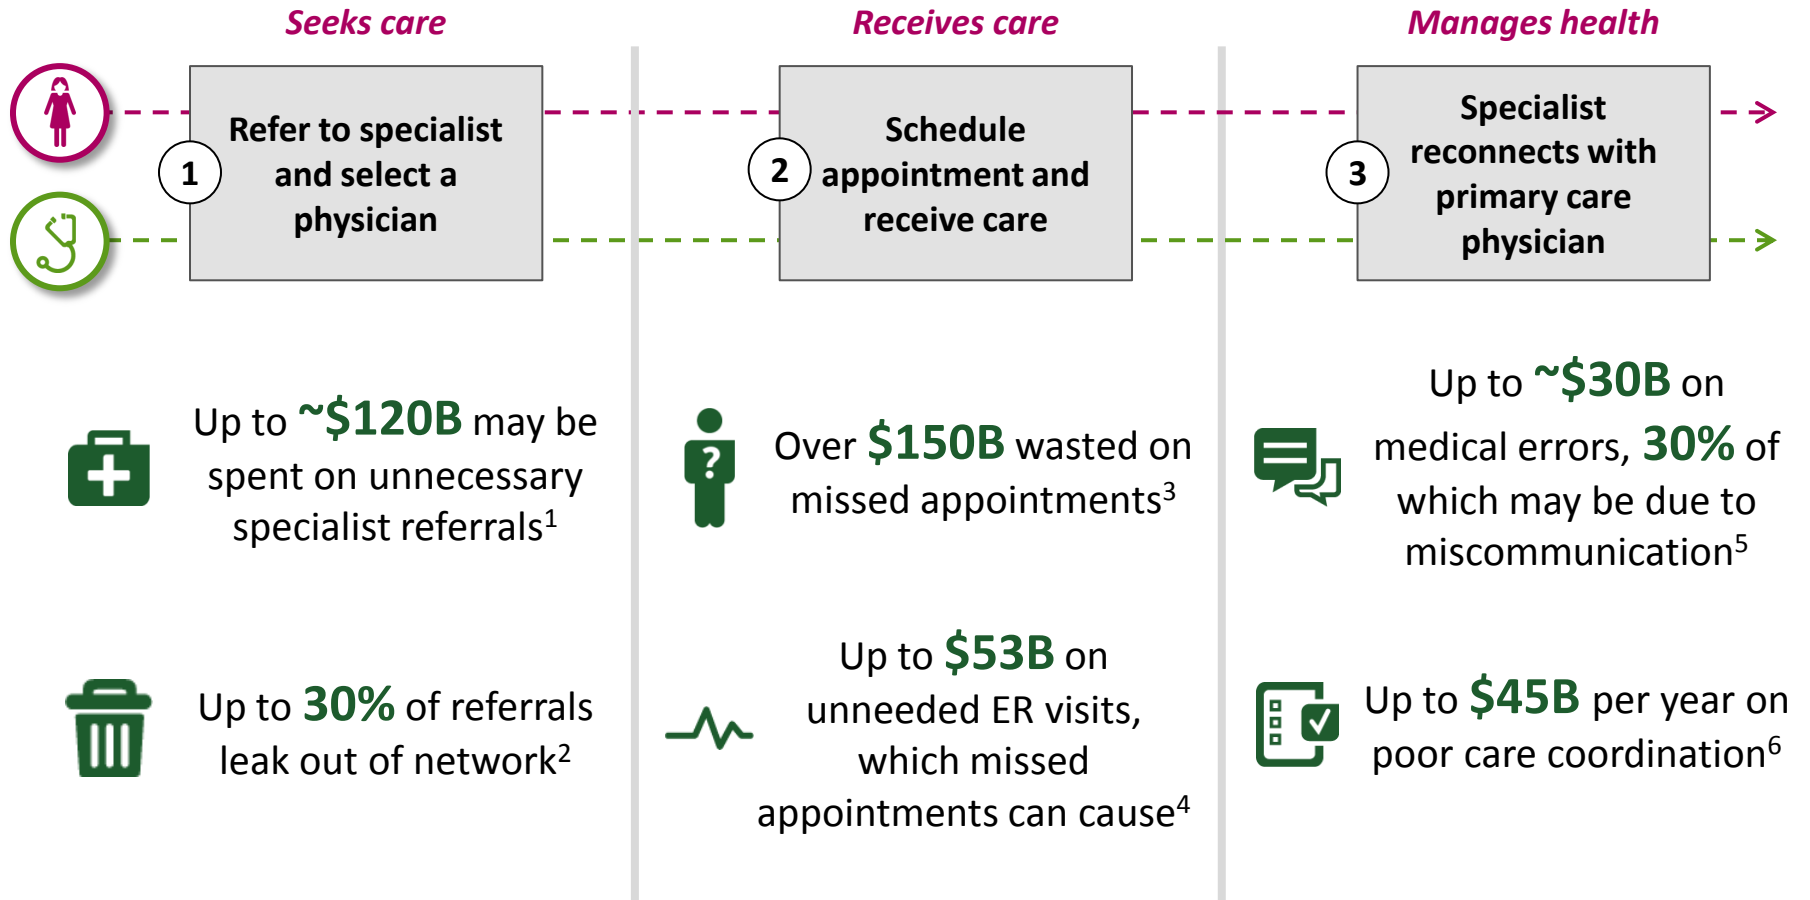 Seeks care
Receives care
Manages health
1
Refer to specialist
and select a
physician
2
Schedule
appointment and
receive care
3
Specialist
reconnects with
primary care
physician
Up to ~$120B may be
spent on unnecessary
specialist referrals¹
Up to 30% of referrals
leak out of network²
?
Over $150B wasted on
missed appointments³
Up to $53B on
unneeded ER visits,
which missed
appointments can cause⁴
Up to ~$30B on
medical errors, 30% of
which may be due to
miscommunication⁵
Up to $45B per year on
poor care coordination⁶